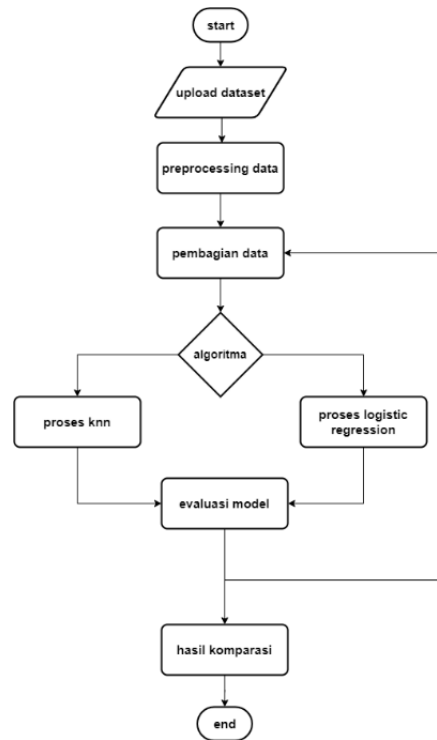 start
upload dataset
preprocessing data
pembagian data
algoritma
proses knn
proses logistic
regression
evaluasi model
hasil komparasi
end